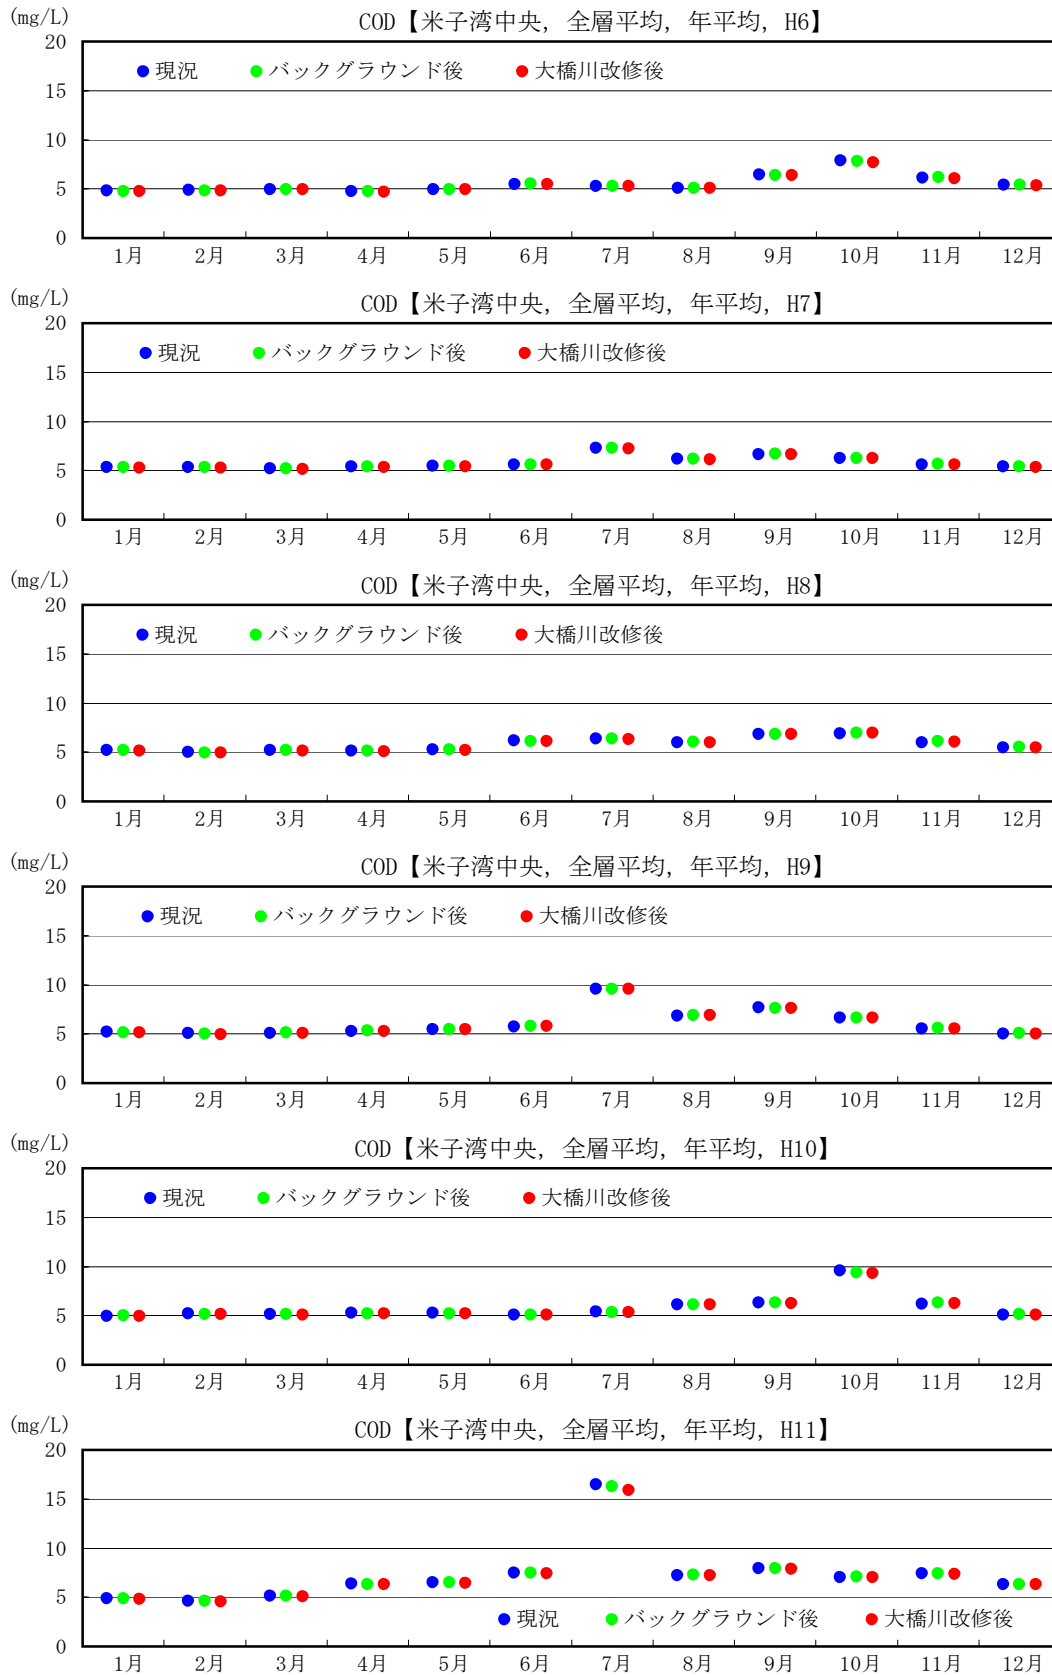 (mg/L) COD【米子湾中央, 全層平均, 年平均, H6】
20
現況 バックグラウンド後 大橋川改修後
15
10
5
0
1月 2月 3月 4月 5月 6月 7月 8月 9月 10月 11月 12月
(mg/L) COD【米子湾中央, 全層平均, 年平均, H7】
20
現況 バックグラウンド後 大橋川改修後
15
10
5
0
1月 2月 3月 4月 5月 6月 7月 8月 9月 10月 11月 12月
(mg/L) COD【米子湾中央, 全層平均, 年平均, H8】
20
現況 バックグラウンド後 大橋川改修後
15
10
5
0
1月 2月 3月 4月 5月 6月 7月 8月 9月 10月 11月 12月
(mg/L) COD【米子湾中央, 全層平均, 年平均, H9】
20
現況 バックグラウンド後 大橋川改修後
15
10
5
0
1月 2月 3月 4月 5月 6月 7月 8月 9月 10月 11月 12月
(mg/L) COD【米子湾中央, 全層平均, 年平均, H10】
20
現況 バックグラウンド後 大橋川改修後
15
10
5
0
1月 2月 3月 4月 5月 6月 7月 8月 9月 10月 11月 12月
(mg/L) COD【米子湾中央, 全層平均, 年平均, H11】
20
15
10
5
現況 バックグラウンド後 大橋川改修後
0
1月 2月 3月 4月 5月 6月 7月 8月 9月 10月 11月 12月